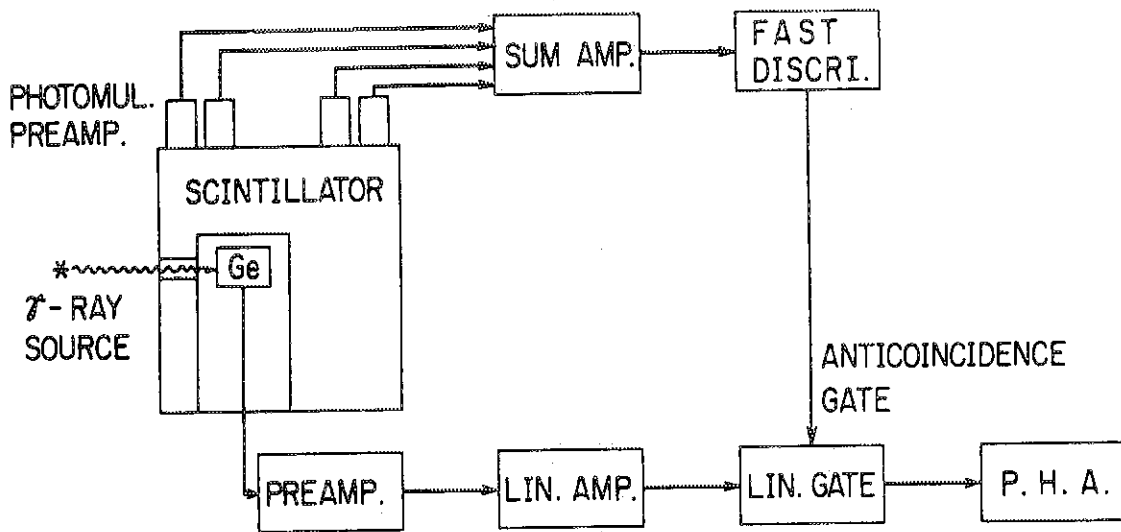 SUM AMP.
FAST
DISCRI.
PHOTOMUL.
PREAMP.
SCINTILLATOR
* Ge
γ-RAY
SOURCE
ANTICOINCIDENCE
GATE
PREAMP.
LIN. AMP.
LIN. GATE
P. H. A.